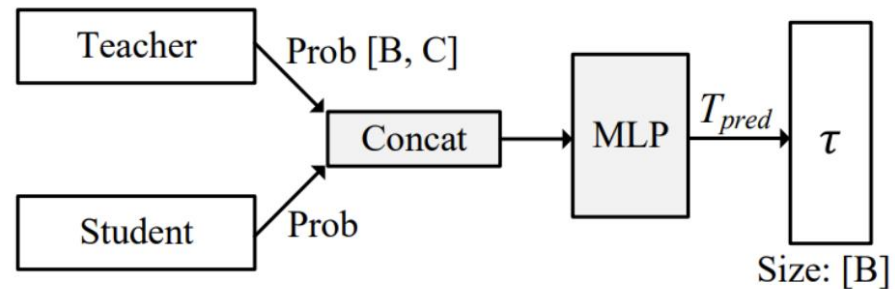 Teacher
Prob [B, C]
Concat
MLP
T_pred
τ
Student
Prob
Size: [B]